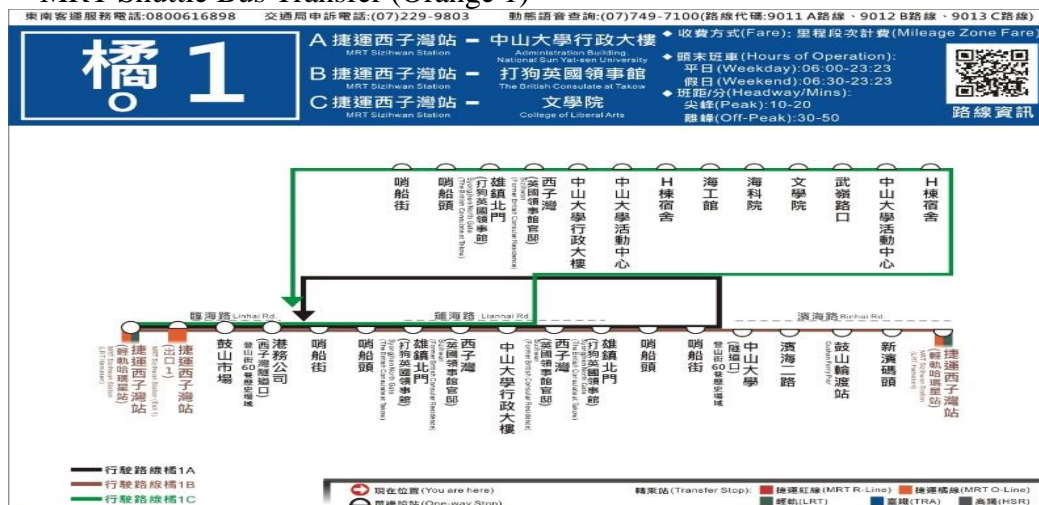 MRT Shuttle Bus Transfer (Orange 1)
東南客運服務電話:0800616898 交通局申訴電話:(07)229-9803 動態語音查詢:(07)749-7100(路線代碼:9011 A路線、9012 B路線、9013 C路線)
橘1
O
A 捷運西子灣站 － 中山大學行政大樓
MRT Sizihwan Station
Administration Building,
National Sun Yat-sen University
B 捷運西子灣站 － 打狗英國領事館
MRT Sizihwan Station The British Consulate at Takow
C 捷運西子灣站 － 文學院
MRT Sizihwan Station College of Liberal Arts
◆ 收費方式(Fare): 里程段次計費(Mileage Zone Fare)
◆ 頭末班車(Hours of Operation):
平日(Weekday):06:00-23:23
假日(Weekend):06:30-23:23
◆ 班距/分(Headway/Mins):
尖峰(Peak):10-20
離峰(Off-Peak):30-50
路線資訊
哨船街
哨船頭
雄鎮北門
(打狗英國領事館)
西子灣
(英國領事館官邸)
中山大學行政大樓
中山大學活動中心
H棟宿舍
海工館
海科院
文學院
武嶺路口
中山大學活動中心
H棟宿舍
臨海路 Linhai Rd.
蓮海路 Lianhai Rd.
濱海路 Binhai Rd.
捷運西子灣站
(輕軌哈瑪星站)
捷運西子灣站
(出口1)
鼓山市場
港務公司
(西子灣隧道口)
登山街60巷歷史場域
哨船街
哨船頭
雄鎮北門
(打狗英國領事館)
西子灣
(英國領事館官邸)
中山大學行政大樓
西子灣
(英國領事館官邸)
雄鎮北門
(打狗英國領事館)
哨船頭
哨船街
登山街60巷歷史場域
中山大學
(隧道口)
濱海二路
鼓山輪渡站
新濱碼頭
捷運西子灣站
(輕軌哈瑪星站)
行駛路線橘1A
行駛路線橘1B
行駛路線橘1C
現在位置(You are here)
單邊設站(One-way Stop)
轉乘站(Transfer Stop): 捷運紅線(MRT R-Line) 捷運橘線(MRT O-Line)
輕軌(LRT) 臺鐵(TRA) 高鐵(HSR)